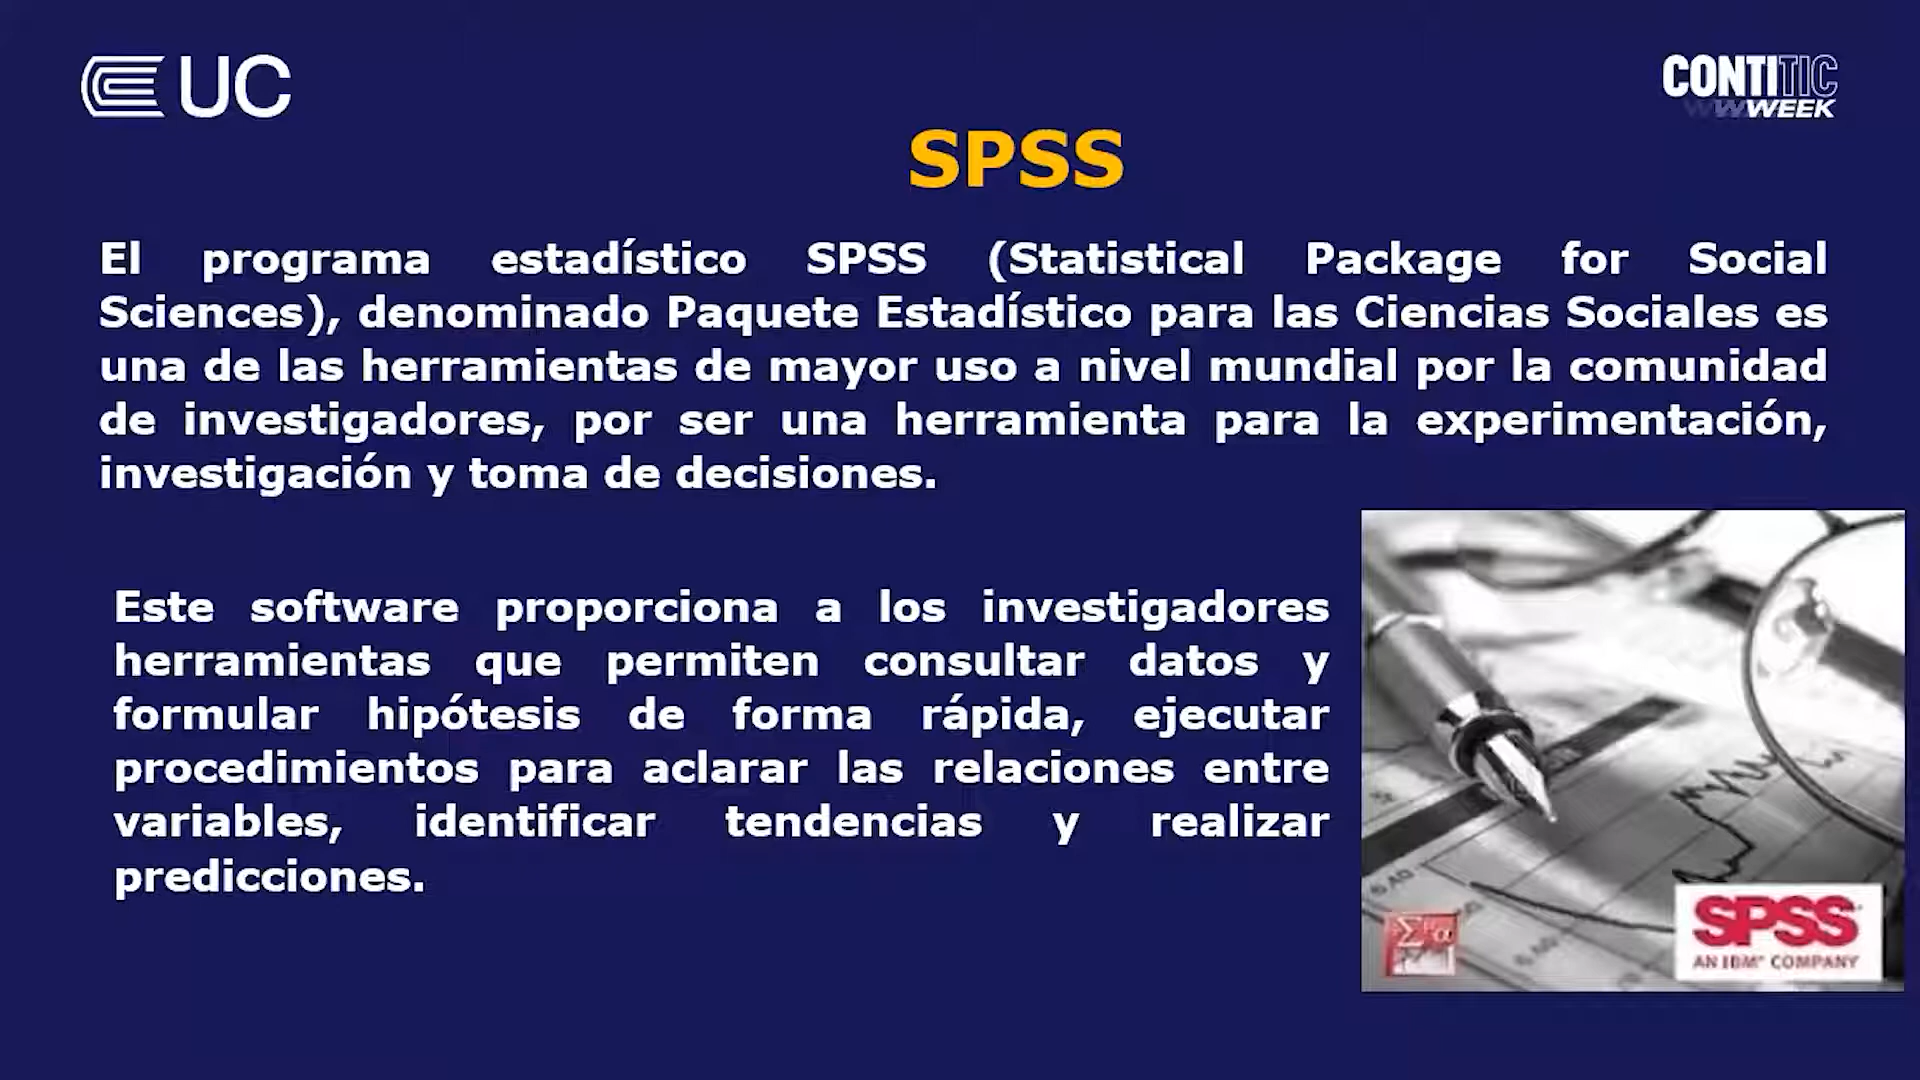 UC
CONTITIC
WEEK
SPSS
El programa estadístico SPSS (Statistical Package for Social
Sciences), denominado Paquete Estadístico para las Ciencias Sociales es
una de las herramientas de mayor uso a nivel mundial por la comunidad
de investigadores, por ser una herramienta para la experimentación,
investigación y toma de decisiones.
Este software proporciona a los investigadores
herramientas que permiten consultar datos y
formular hipótesis de forma rápida, ejecutar
procedimientos para aclarar las relaciones entre
variables, identificar tendencias y realizar
predicciones.
SPSS
AN IBM® COMPANY